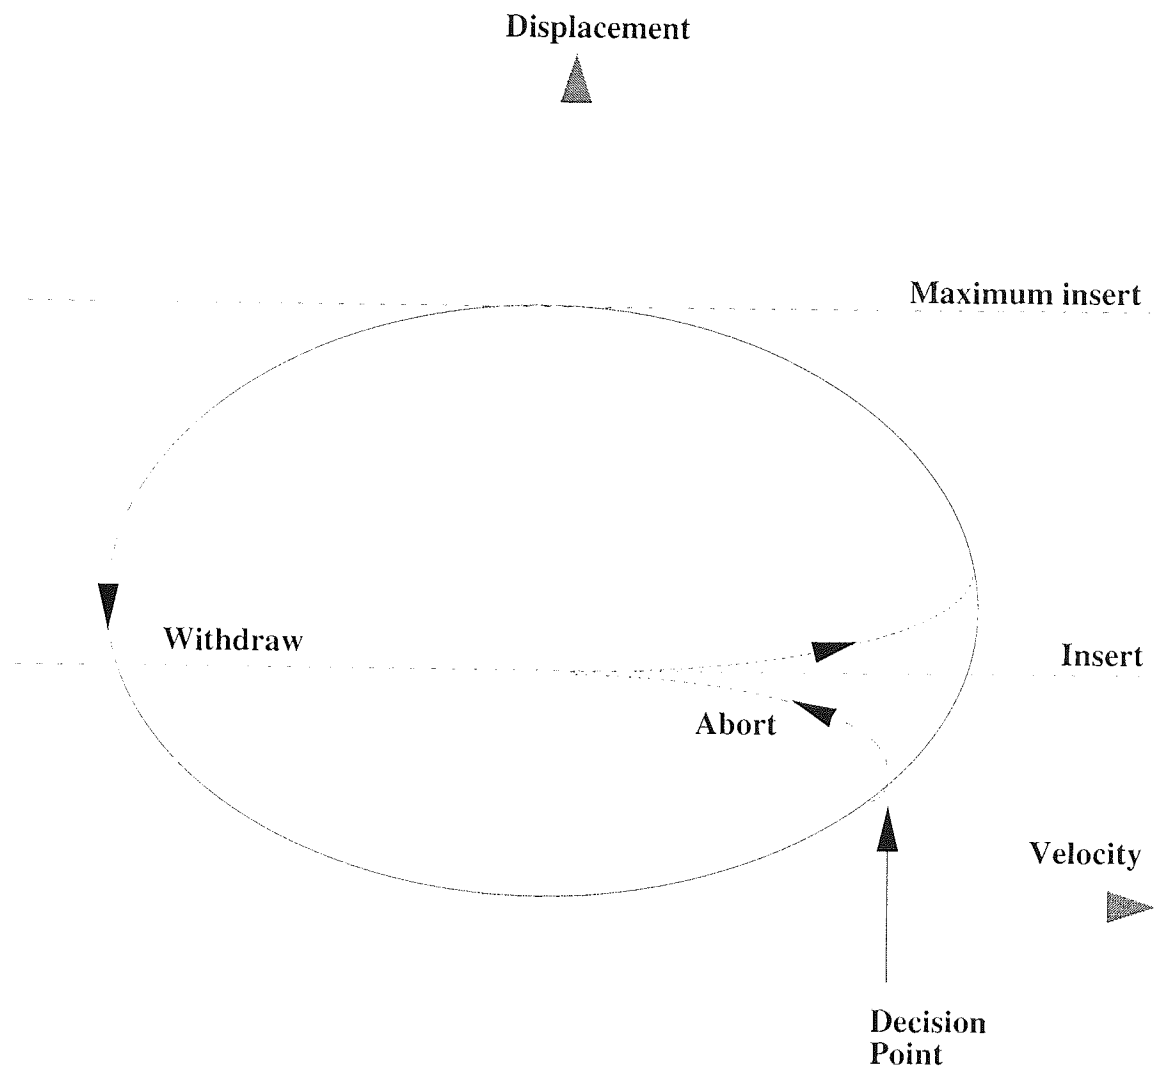 Displacement
Maximum insert
Withdraw
Insert
Abort
Velocity
Decision
Point